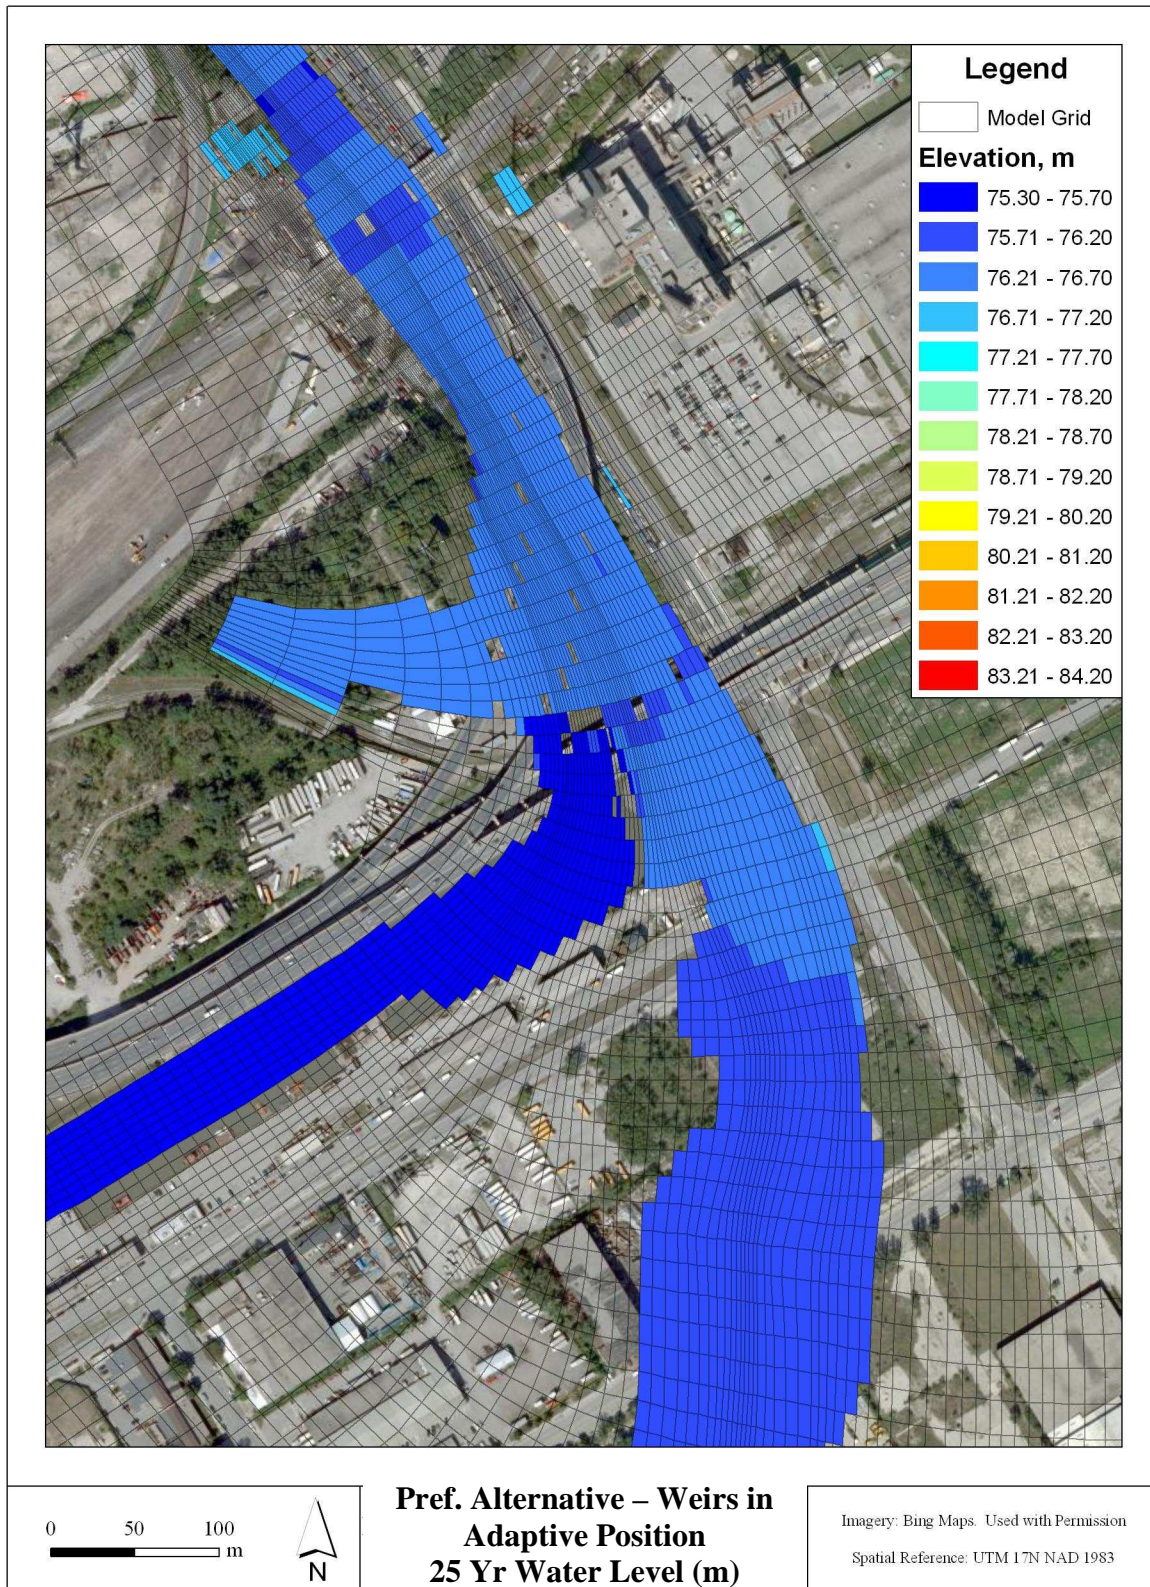 Legend
Model Grid
Elevation, m
75.30 - 75.70
75.71 - 76.20
76.21 - 76.70
76.71 - 77.20
77.21 - 77.70
77.71 - 78.20
78.21 - 78.70
78.71 - 79.20
79.21 - 80.20
80.21 - 81.20
81.21 - 82.20
82.21 - 83.20
83.21 - 84.20
0 50 100
m
N
Pref. Alternative – Weirs in
Adaptive Position
25 Yr Water Level (m)
Imagery: Bing Maps. Used with Permission
Spatial Reference: UTM 17N NAD 1983